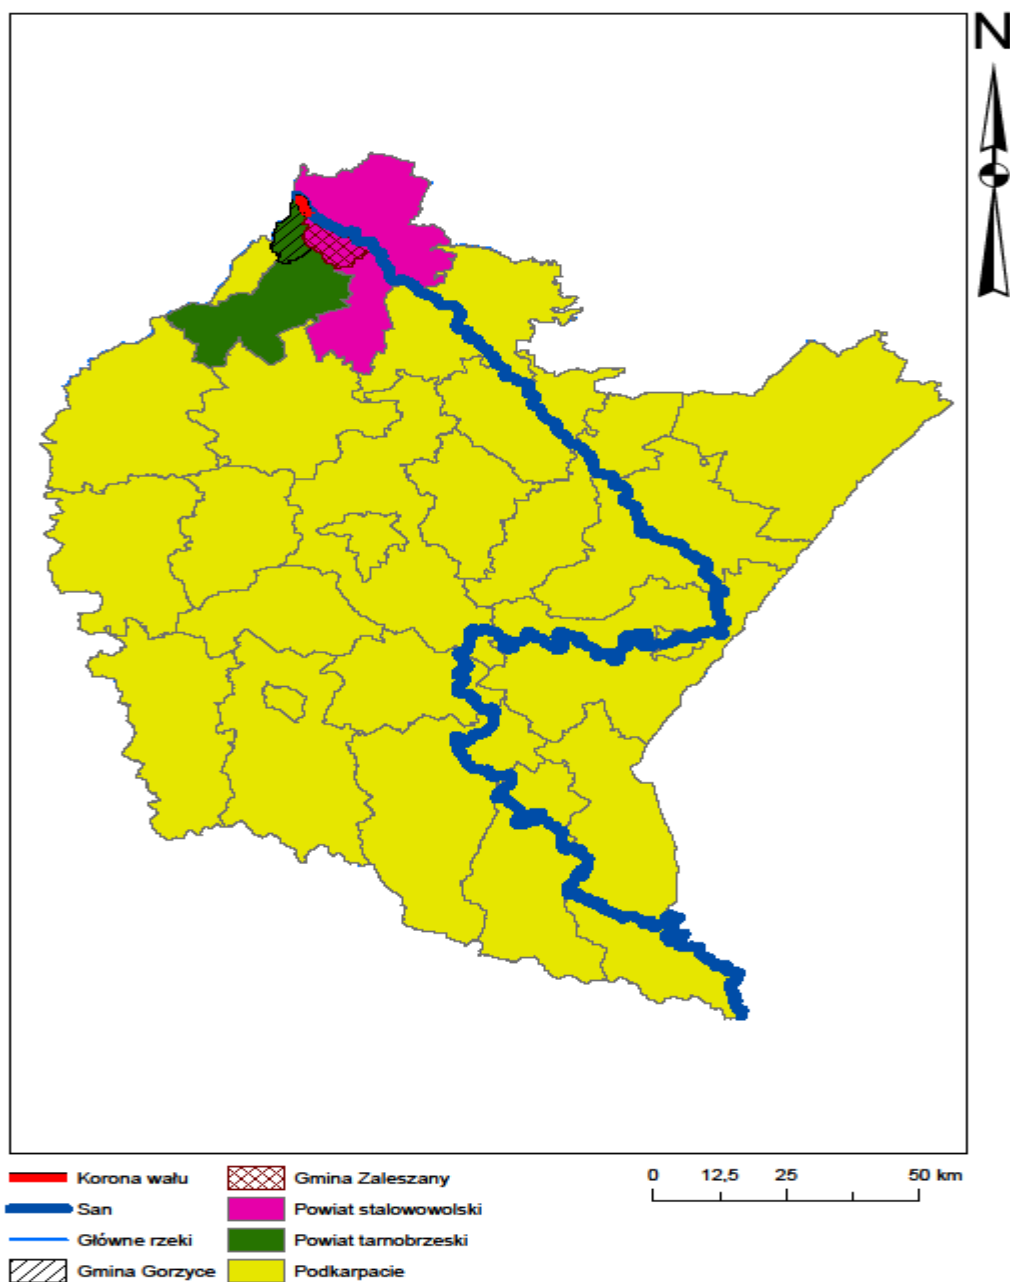 N
0 12,5 25 50 km
Korona wału
Gmina Zaleszany
San
Powiat stalowowolski
Główne rzeki
Powiat tarnobrzeski
Gmina Gorzyce
Podkarpacie